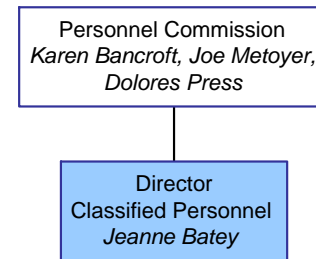 Personnel Commission
Karen Bancroft, Joe Metoyer,
Dolores Press
Director
Classified Personnel
Jeanne Batey